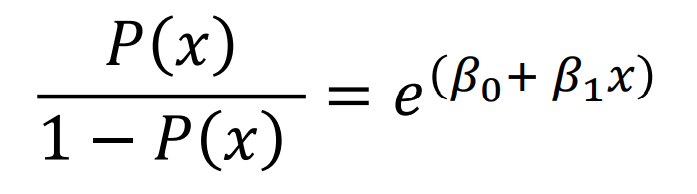 P(x)
1 − P(x)
= e^(β₀ + β₁x)